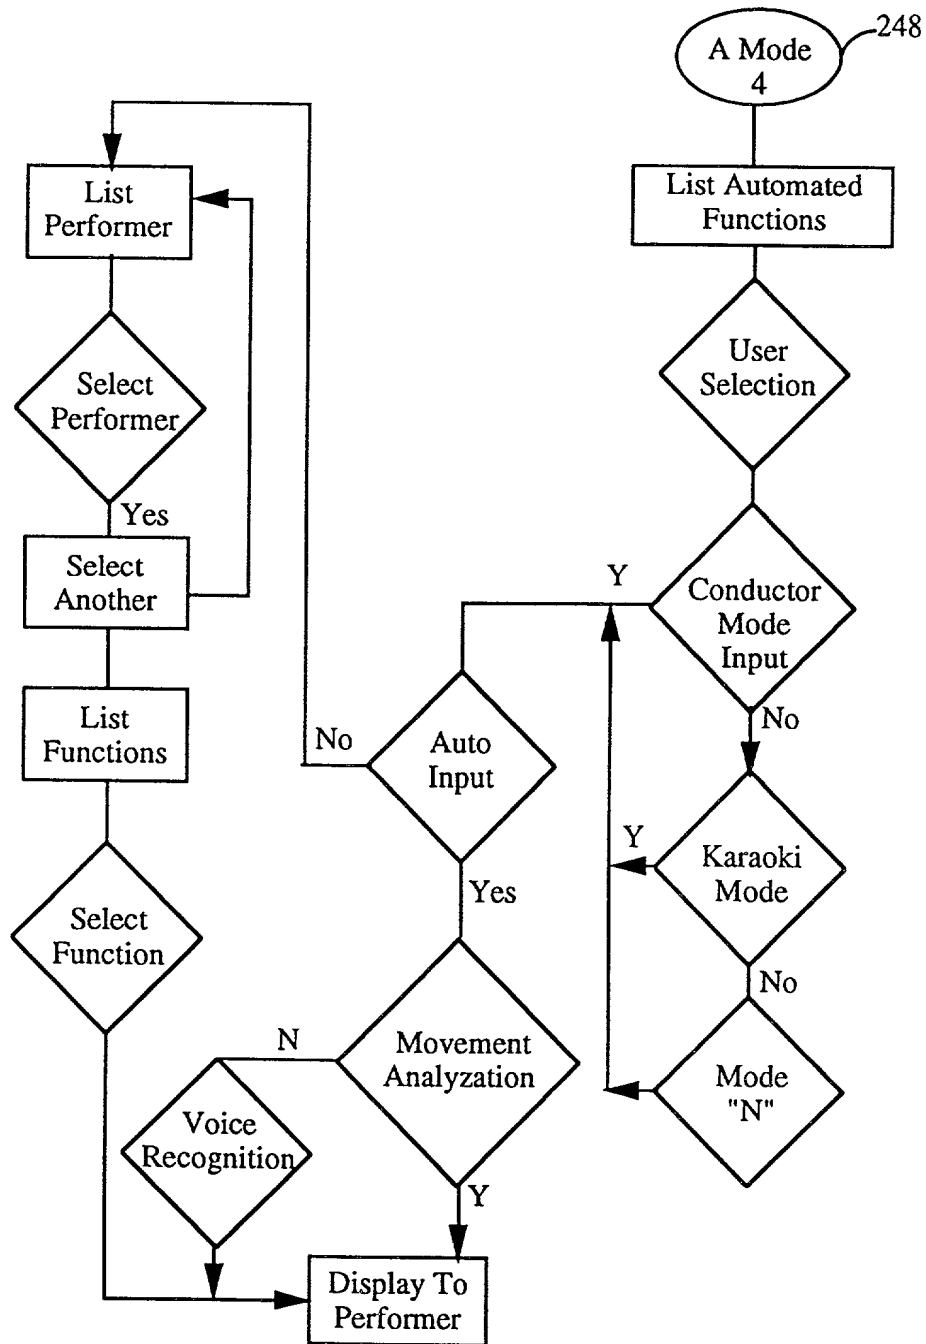 248
A Mode
4
List Automated
Functions
User
Selection
Conductor
Mode
Input
Y
No
Karaoki
Mode
Y
No
Mode
"N"
Auto
Input
No
Yes
Movement
Analyzation
N
Y
Voice
Recognition
List
Performer
Select
Performer
Yes
Select
Another
List
Functions
Select
Function
Display To
Performer